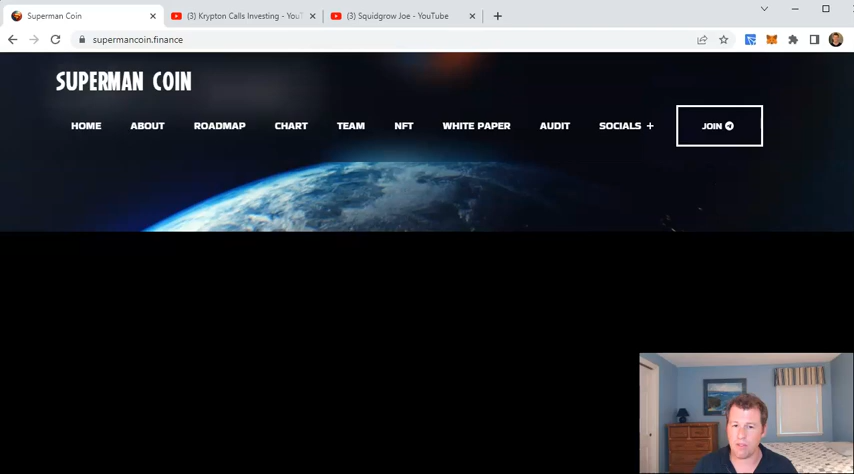 Superman Coin
(3) Krypton Calls Investing - YouT
(3) Squidgrow Joe - YouTube
supermancoin.finance
SUPERMAN COIN
HOME ABOUT ROADMAP CHART TEAM NFT WHITE PAPER AUDIT SOCIALS + JOIN